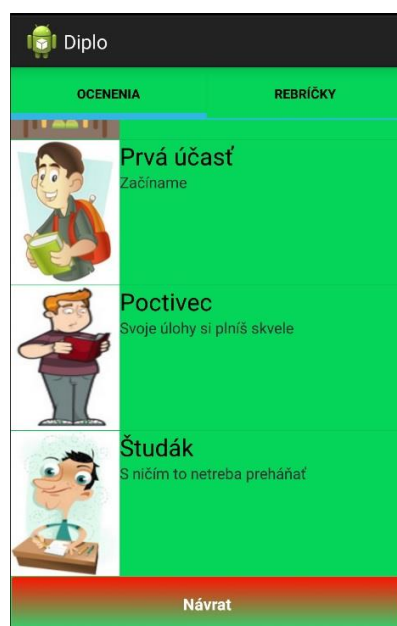 Diplo
OCENENIA
REBRÍČKY
Prvá účasť
Začíname
Poctivec
Svoje úlohy si plníš skvele
Študák
S ničím to netreba preháňať
Návrat